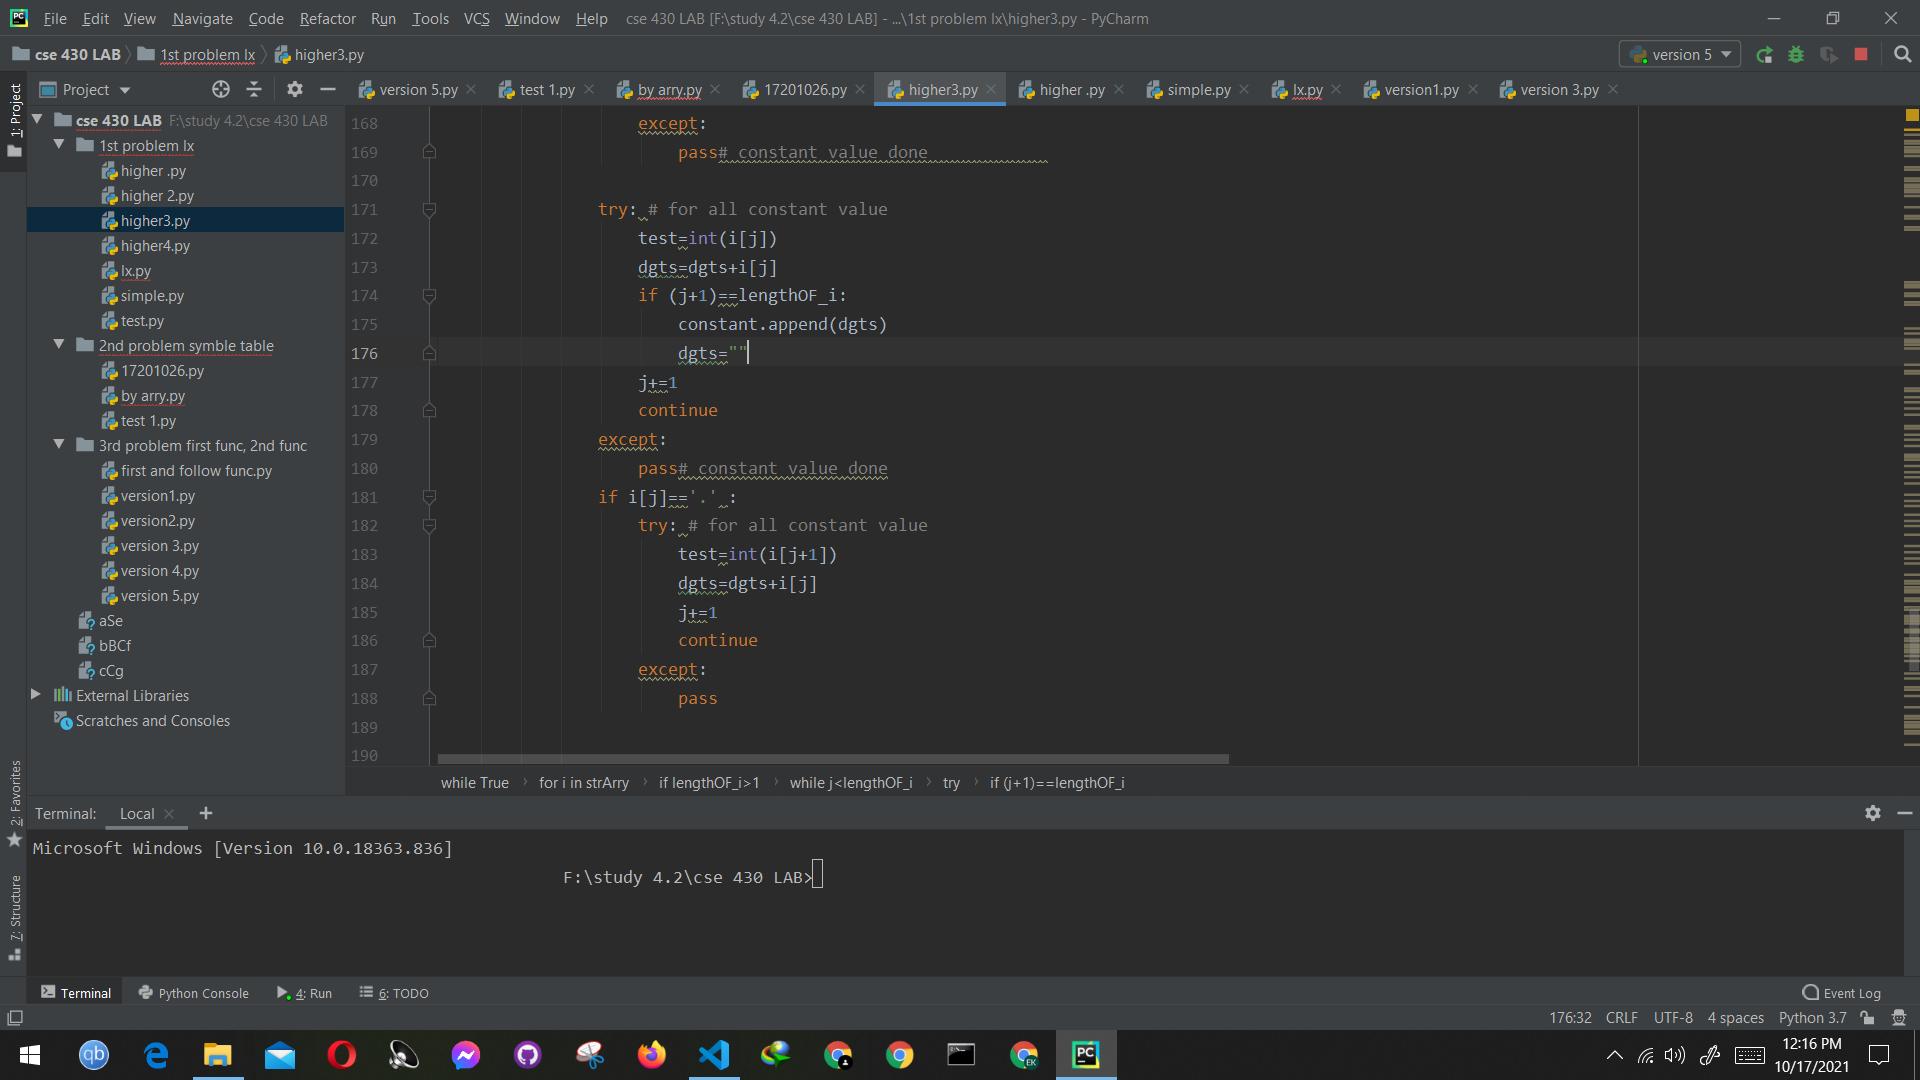 File Edit View Navigate Code Refactor Run Tools VCS Window Help cse 430 LAB [F:\study 4.2\cse 430 LAB] - ...\1st problem lx\higher3.py - PyCharm
cse 430 LAB 1st problem lx higher3.py version 5
1: Project
Project
version 5.py test 1.py by arry.py 17201026.py higher3.py higher .py simple.py lx.py version1.py version 3.py
cse 430 LAB F:\study 4.2\cse 430 LAB
1st problem lx
higher .py
higher 2.py
higher3.py
higher4.py
lx.py
simple.py
test.py
2nd problem symble table
17201026.py
by arry.py
test 1.py
3rd problem first func, 2nd func
first and follow func.py
version1.py
version2.py
version 3.py
version 4.py
version 5.py
aSe
bBCf
cCg
External Libraries
Scratches and Consoles
168 except:
169 pass# constant value done
170
171 try: # for all constant value
172 test=int(i[j])
173 dgts=dgts+i[j]
174 if (j+1)==lengthOF_i:
175 constant.append(dgts)
176 dgts=""
177 j+=1
178 continue
179 except:
180 pass# constant value done
181 if i[j]=='.' :
182 try: # for all constant value
183 test=int(i[j+1])
184 dgts=dgts+i[j]
185 j+=1
186 continue
187 except:
188 pass
189
190
while True for i in strArry if lengthOF_i>1 while j<lengthOF_i try if (j+1)==lengthOF_i
2: Favorites
7: Structure
Terminal: Local +
Microsoft Windows [Version 10.0.18363.836]
F:\study 4.2\cse 430 LAB>
Terminal Python Console 4: Run 6: TODO Event Log
176:32 CRLF UTF-8 4 spaces Python 3.7
qb
EK
PC
12:16 PM
10/17/2021